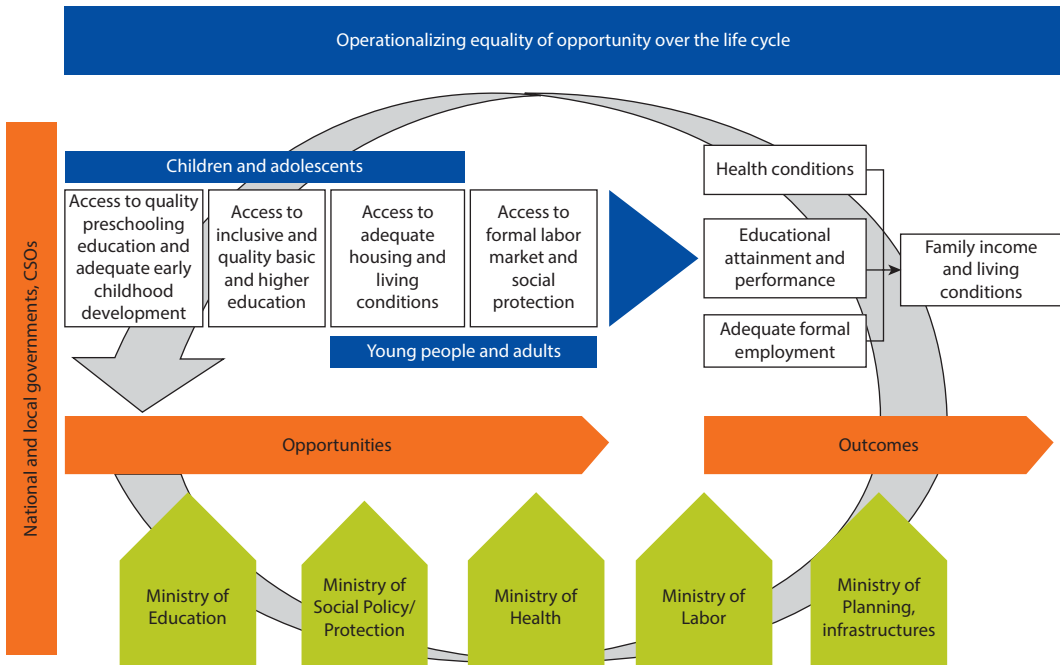 Operationalizing equality of opportunity over the life cycle
National and local governments, CSOs
Children and adolescents
Access to quality
preschooling
education and
adequate early
childhood
development
Access to
inclusive and
quality basic
and higher
education
Access to
adequate
housing and
living
conditions
Access to
formal labor
market and
social
protection
Young people and adults
Health conditions
Educational
attainment and
performance
Adequate formal
employment
Family income
and living
conditions
Opportunities
Outcomes
Ministry of
Education
Ministry of
Social Policy/
Protection
Ministry of
Health
Ministry of
Labor
Ministry of
Planning,
infrastructures